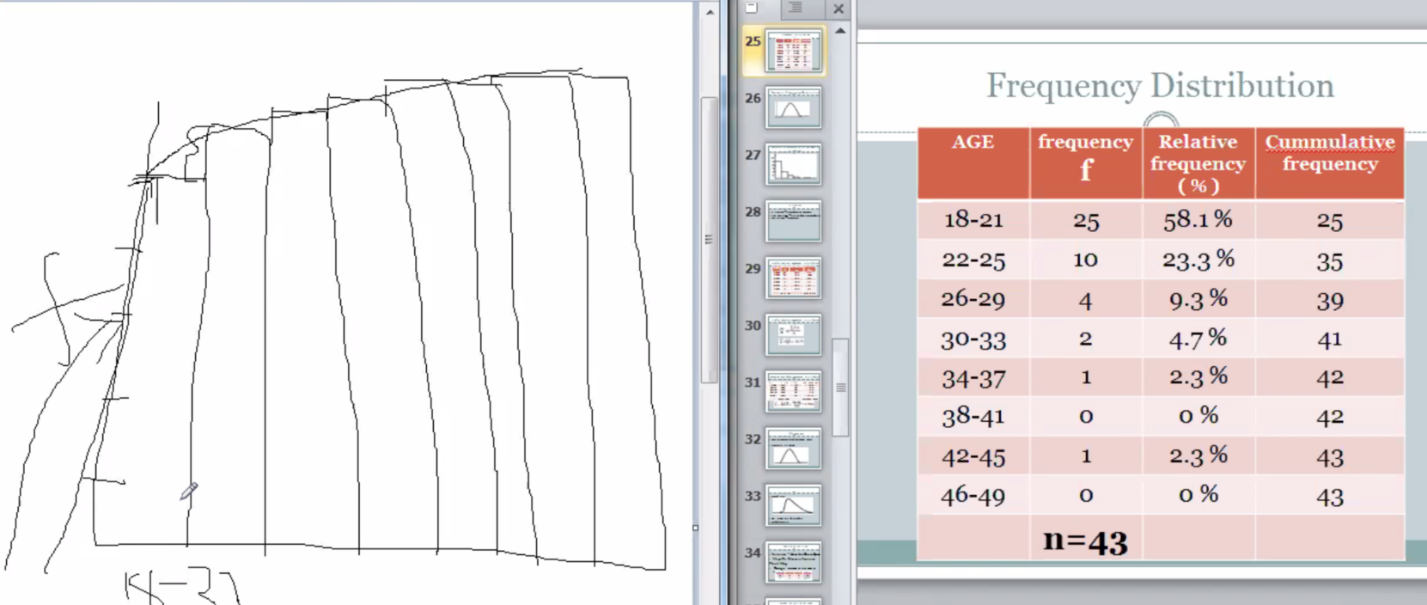 25
26
27
28
29
30
31
32
33
34
Frequency Distribution
AGE frequency f Relative frequency (%) Cummulative frequency
18-21 25 58.1% 25
22-25 10 23.3% 35
26-29 4 9.3% 39
30-33 2 4.7% 41
34-37 1 2.3% 42
38-41 0 0% 42
42-45 1 2.3% 43
46-49 0 0% 43
n=43